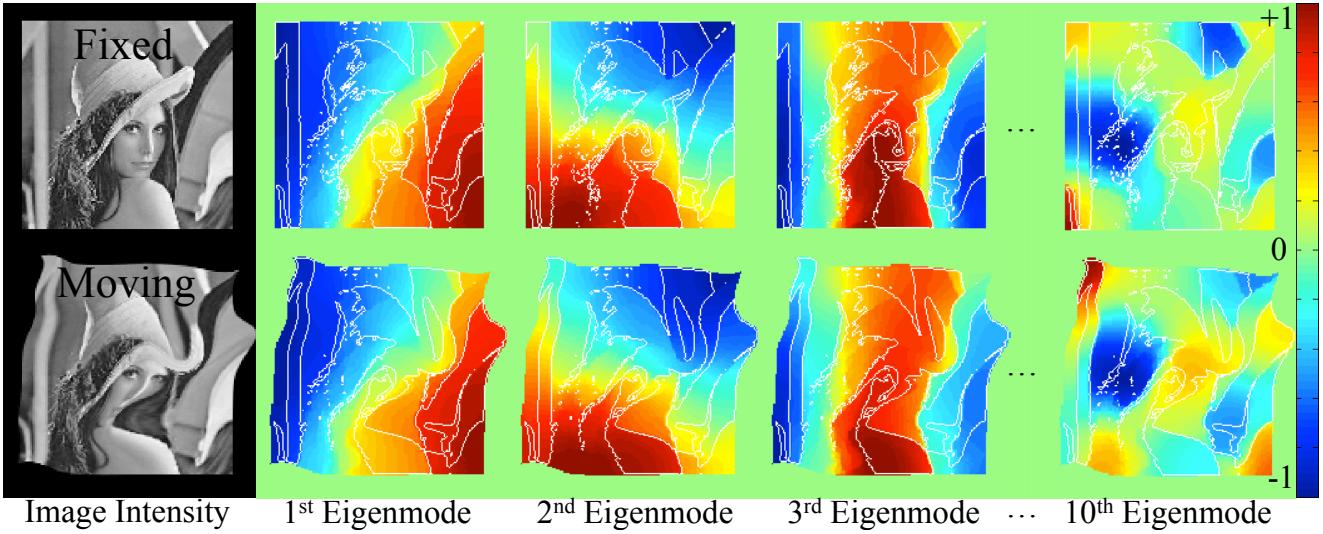 Fixed
+1
...
0
Moving
...
-1
Image Intensity
1st Eigenmode
2nd Eigenmode
3rd Eigenmode
...
10th Eigenmode